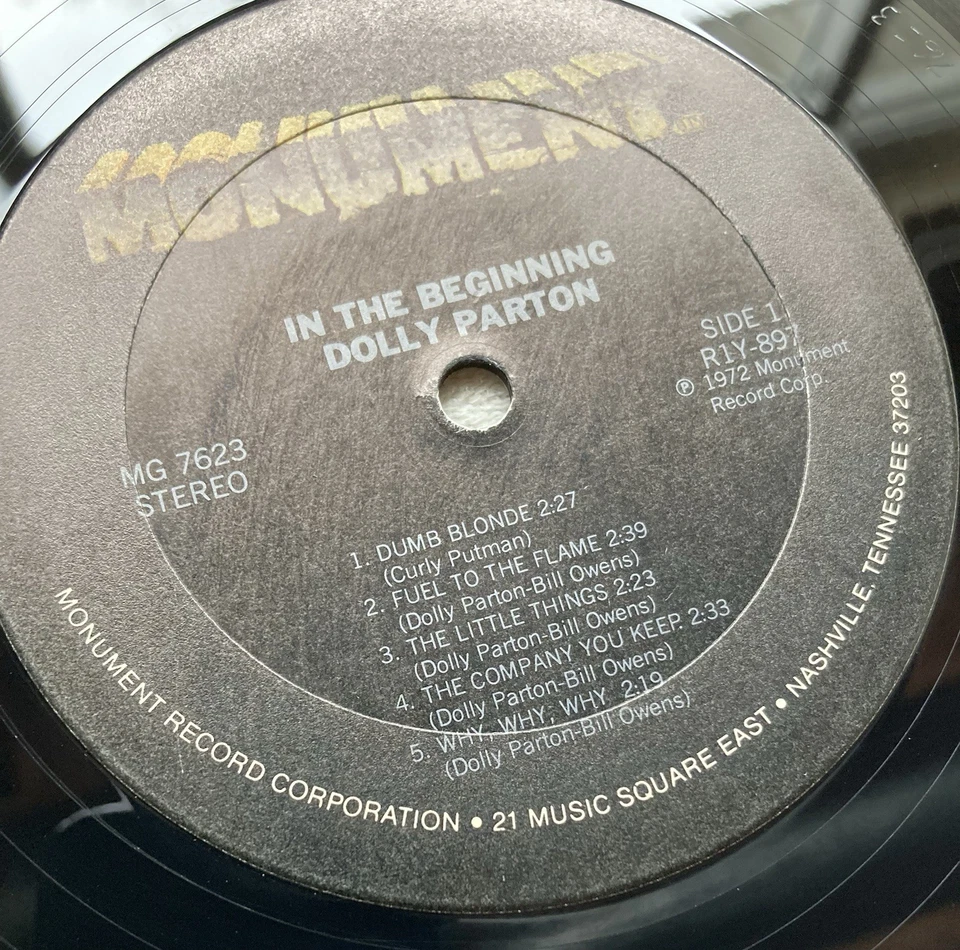 MONUMENT
IN THE BEGINNING
DOLLY PARTON
SIDE 1
R1Y-897
℗ 1972 Monument
Record Corp.
MG 7623
STEREO
1. DUMB BLONDE 2:27
(Curly Putman)
2. FUEL TO THE FLAME 2:39
(Dolly Parton-Bill Owens)
3. THE LITTLE THINGS 2:23
(Dolly Parton-Bill Owens)
4. THE COMPANY YOU KEEP. 2:33
(Dolly Parton-Bill Owens)
5. WHY, WHY, WHY 2:19
(Dolly Parton-Bill Owens)
MONUMENT RECORD CORPORATION • 21 MUSIC SQUARE EAST • NASHVILLE, TENNESSEE 37203